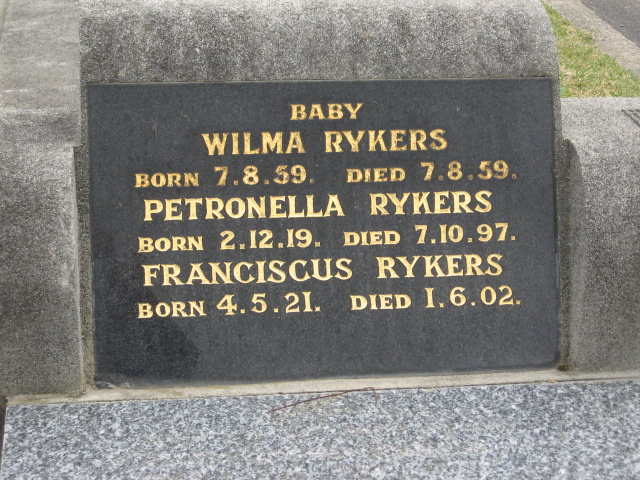 BABY
WILMA RYKERS
BORN 7.8.59. DIED 7.8.59.
PETRONELLA RYKERS
BORN 2.12.19. DIED 7.10.97.
FRANCISCUS RYKERS
BORN 4.5.21. DIED 1.6.02.